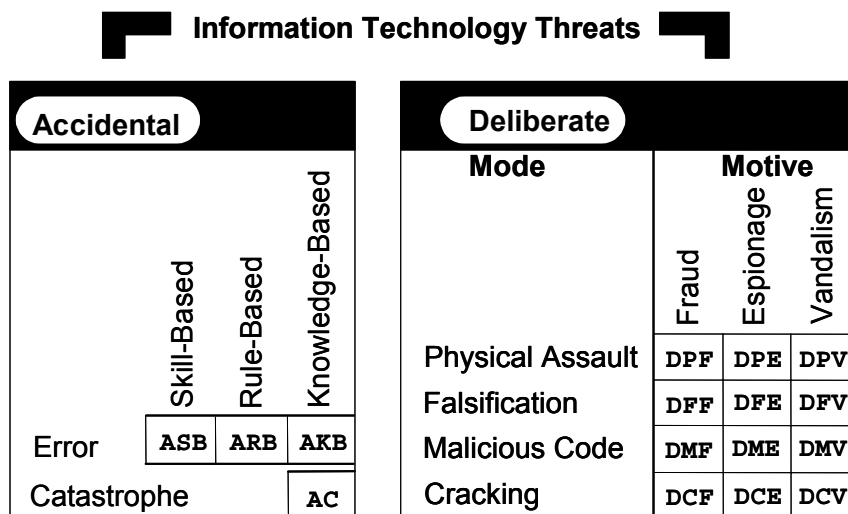 Information Technology Threats
Accidental
Skill-Based
Rule-Based
Knowledge-Based
Error ASB ARB AKB
Catastrophe AC
Deliberate
Mode Motive
Fraud
Espionage
Vandalism
Physical Assault DPF DPE DPV
Falsification DFF DFE DFV
Malicious Code DMF DME DMV
Cracking DCF DCE DCV